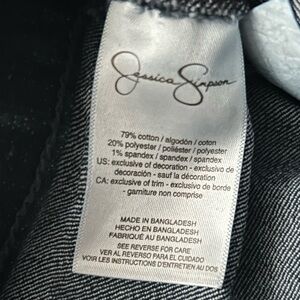 Jessica Simpson
79% cotton / algodón / coton
20% polyester / poliéster / polyester
1% spandex / spandex / spandex
US: exclusive of decoration - exclusivo de
decoración - sauf la décoration
CA: exclusive of trim - exclusivo de borde
- garniture non comprise
MADE IN BANGLADESH
HECHO EN BANGLADESH
FABRIQUÉ AU BANGLADESH
SEE REVERSE FOR CARE
VER AL REVERSO PARA EL CUIDADO
VOIR LES INSTRUCTIONS D'ENTRETIEN AU DOS